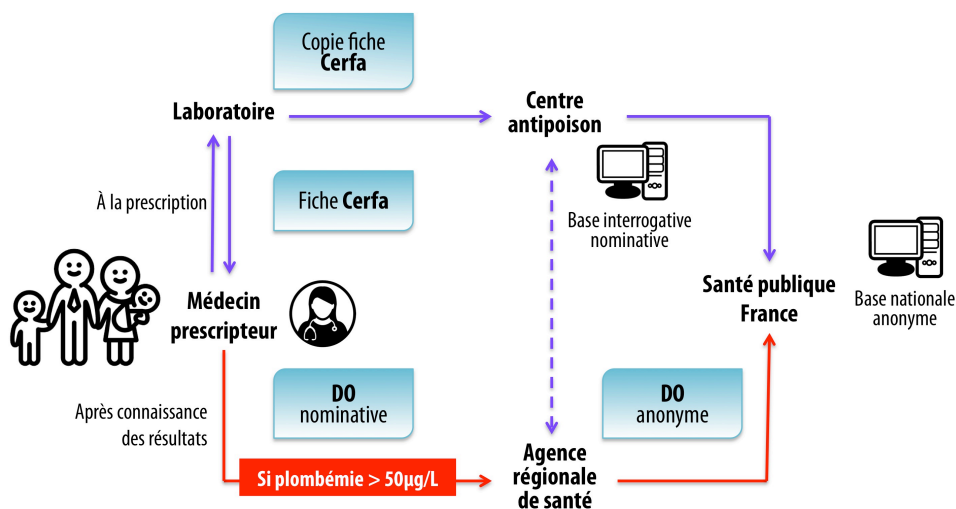 Copie fiche
Cerfa
Laboratoire
Centre
antipoison
À la prescription
Fiche Cerfa
Base interrogative
nominative
Médecin
prescripteur
Santé publique
France
Base nationale
anonyme
Après connaissance
des résultats
DO
nominative
DO
anonyme
Si plombémie > 50µg/L
Agence
régionale
de santé